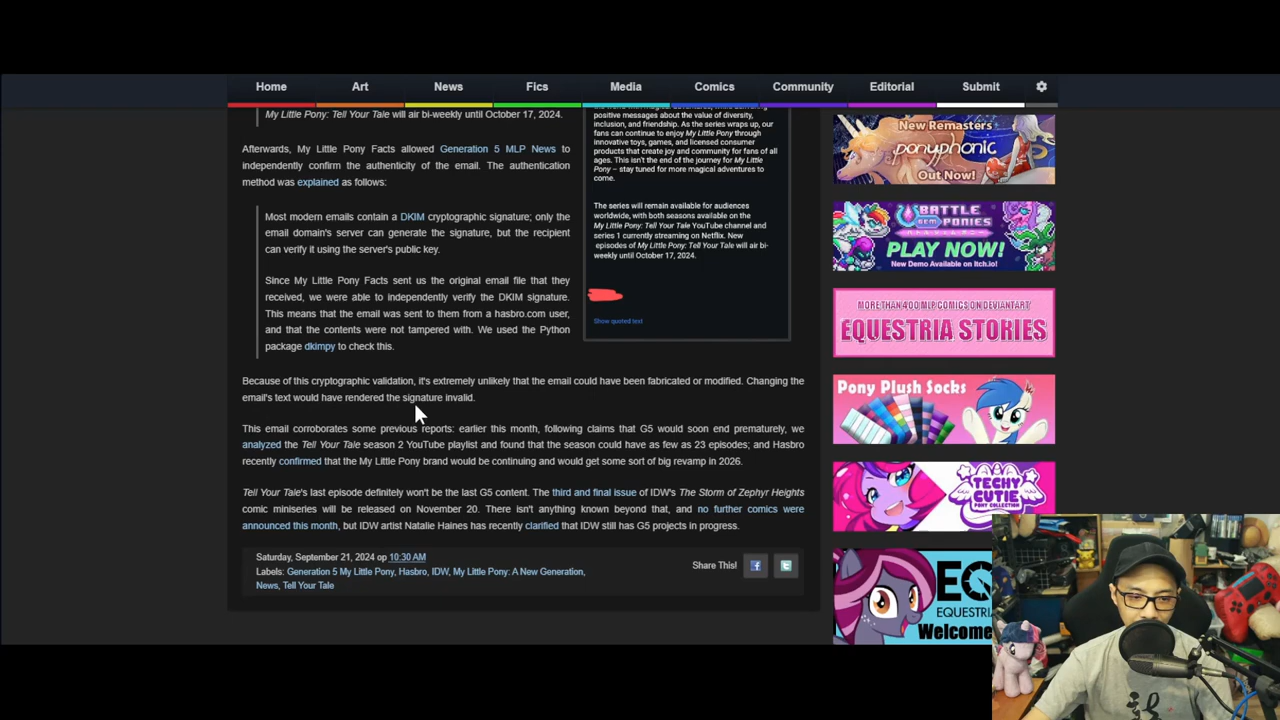 Home Art News Fics Media Comics Community Editorial Submit
My Little Pony: Tell Your Tale will air bi-weekly until October 17, 2024.
Afterwards, My Little Pony Facts allowed Generation 5 MLP News to
independently confirm the authenticity of the email. The authentication
method was explained as follows:
Most modern emails contain a DKIM cryptographic signature; only the
email domain's server can generate the signature, but the recipient
can verify it using the server's public key.
Since My Little Pony Facts sent us the original email file that they
received, we were able to independently verify the DKIM signature.
This means that the email was sent to them from a hasbro.com user,
and that the contents were not tampered with. We used the Python
package dkimpy to check this.
positive messages about the value of diversity,
inclusion, and friendship. As the series wraps up, our
fans can continue to enjoy My Little Pony through
innovative toys, games, and licensed consumer
products that create joy and community for fans of all
ages. This isn't the end of the journey for My Little
Pony – stay tuned for more magical adventures to
come.
The series will remain available for audiences
worldwide, with both seasons available on the
My Little Pony: Tell Your Tale YouTube channel and
series 1 currently streaming on Netflix. New
episodes of My Little Pony: Tell Your Tale will air bi-
weekly until October 17, 2024.
Show quoted text
Because of this cryptographic validation, it's extremely unlikely that the email could have been fabricated or modified. Changing the
email's text would have rendered the signature invalid.
This email corroborates some previous reports: earlier this month, following claims that G5 would soon end prematurely, we
analyzed the Tell Your Tale season 2 YouTube playlist and found that the season could have as few as 23 episodes; and Hasbro
recently confirmed that the My Little Pony brand would be continuing and would get some sort of big revamp in 2026.
Tell Your Tale's last episode definitely won't be the last G5 content. The third and final issue of IDW's The Storm of Zephyr Heights
comic miniseries will be released on November 20. There isn't anything known beyond that, and no further comics were
announced this month, but IDW artist Natalie Haines has recently clarified that IDW still has G5 projects in progress.
Saturday, September 21, 2024 op 10:30 AM
Labels: Generation 5 My Little Pony, Hasbro, IDW, My Little Pony: A New Generation,
News, Tell Your Tale
Share This!
New Remasters
ponyphonic
Out Now!
BATTLE
GEM PONIES
PLAY NOW!
New Demo Available on Itch.io!
MORE THAN 400 MLP COMICS ON DEVIANTART!
EQUESTRIA STORIES
Pony Plush Socks
TECHY
CUTIE
PONY COLLECTION
EQ
EQUESTRI
Welcome